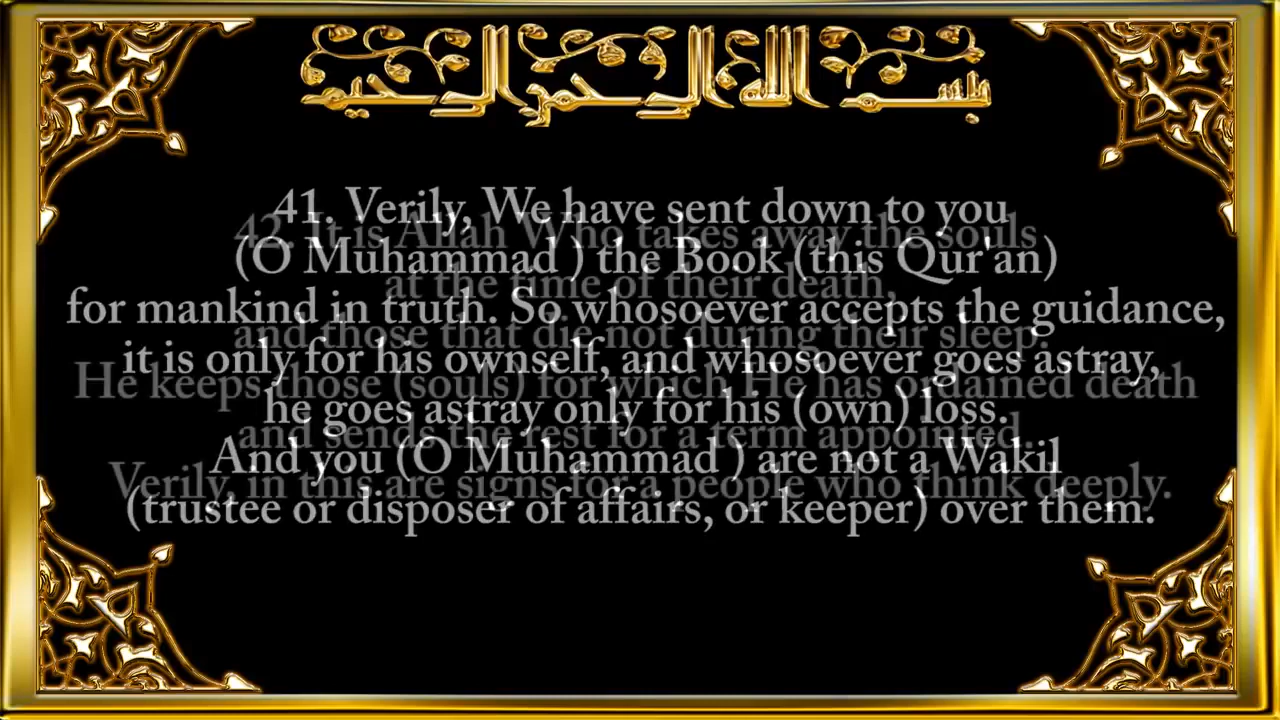 بسم الله الرحمن الرحيم
41. Verily, We have sent down to you
(O Muhammad ) the Book (this Qur'an)
for mankind in truth. So whosoever accepts the guidance,
it is only for his ownself, and whosoever goes astray,
he goes astray only for his (own) loss.
And you (O Muhammad ) are not a Wakil
(trustee or disposer of affairs, or keeper) over them.
42. It is Allah Who takes away the souls
at the time of their death,
and those that die not during their sleep.
He keeps those (souls) for which He has ordained death
and sends the rest for a term appointed.
Verily, in this are signs for a people who think deeply.